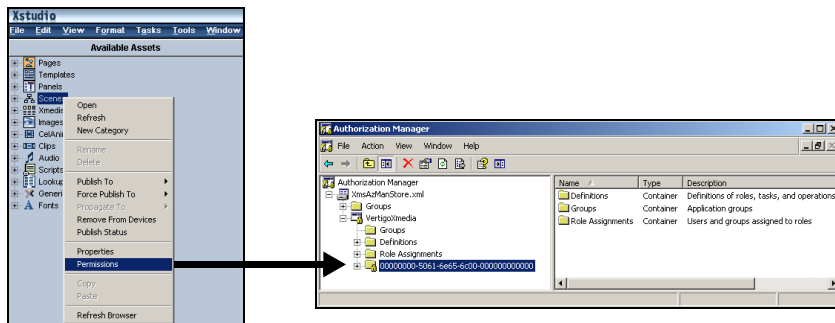 Xstudio
File Edit View Format Tasks Tools Window
Available Assets
Pages
Templates
Panels
Scenes
Xmedia
Images
CelAni
Clips
Audio
Scripts
Lookup
Generi
Fonts
Open
Refresh
New Category
Rename
Delete
Publish To
Force Publish To
Propagate To
Remove From Devices
Publish Status
Properties
Permissions
Copy
Paste
Refresh Browser
Authorization Manager
File Action View Window Help
Authorization Manager
XmsAzManStore.xml
Groups
VertigoXmedia
Groups
Definitions
Role Assignments
00000000-5061-6e65-6c00-000000000000
Name Type Description
Definitions Container Definitions of roles, tasks, and operations
Groups Container Application groups
Role Assignments Container Users and groups assigned to roles